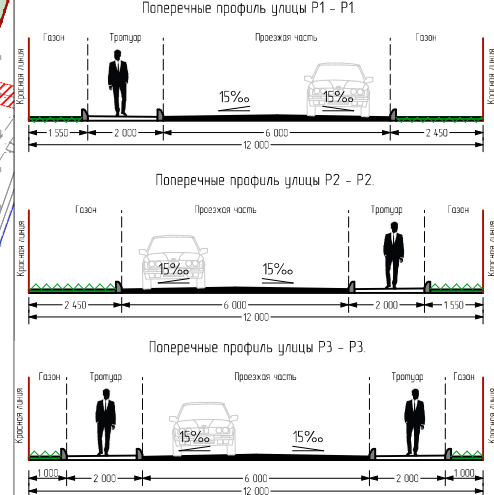 Поперечные профиль улицы Р1 - Р1.
Газон Тротуар Проезжая часть Газон
Красная линия
Красная линия
15‰ 15‰
1 550 2 000 6 000 2 450
12 000
Поперечные профиль улицы Р2 - Р2.
Газон Проезжая часть Тротуар Газон
Красная линия
Красная линия
15‰ 15‰
2 450 6 000 2 000 1 550
12 000
Поперечные профиль улицы Р3 - Р3.
Газон Тротуар Проезжая часть Тротуар Газон
Красная линия
Красная линия
15‰ 15‰
1 000 2 000 6 000 2 000 1 000
12 000